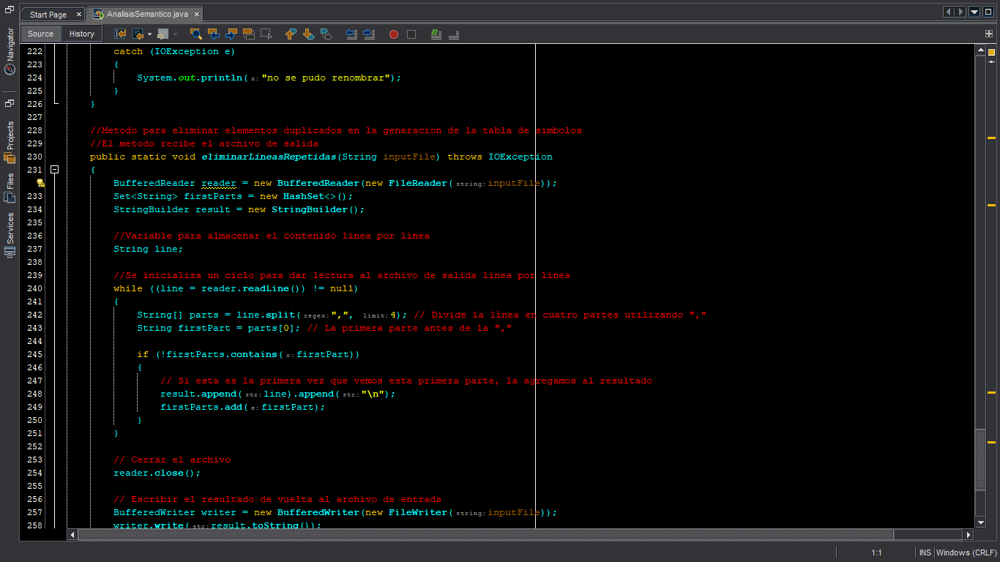 Start Page
AnalisisSemantico.java
Source History
Navigator
Projects
Files
Services
222 catch (IOException e)
223 {
224 System.out.println( x: "no se pudo renombrar");
225 }
226 }
227
228 //Metodo para eliminar elementos duplicados en la generacion de la tabla de simbolos
229 //El metodo recibe el archivo de salida
230 public static void eliminarLineasRepetidas(String inputFile) throws IOException
231 {
BufferedReader reader = new BufferedReader(new FileReader( string: inputFile));
233 Set<String> firstParts = new HashSet<>();
234 StringBuilder result = new StringBuilder();
235
236 //Variable para almacenar el contenido linea por linea
237 String line;
238
239 //Se inicializa un ciclo para dar lectura al archivo de salida linea por linea
240 while ((line = reader.readLine()) != null)
241 {
242 String[] parts = line.split( regex: ",", limit: 4); // Divide la línea en cuatro partes utilizando ","
243 String firstPart = parts[0]; // La primera parte antes de la ","
244
245 if (!firstParts.contains( o: firstPart))
246 {
247 // Si esta es la primera vez que vemos esta primera parte, la agregamos al resultado
248 result.append( str: line).append( str: "\n");
249 firstParts.add( e: firstPart);
250 }
251 }
252
253 // Cerrar el archivo
254 reader.close();
255
256 // Escribir el resultado de vuelta al archivo de entrada
257 BufferedWriter writer = new BufferedWriter(new FileWriter( string: inputFile));
258 writer.write( str: result.toString());
1:1 INS Windows (CRLF)